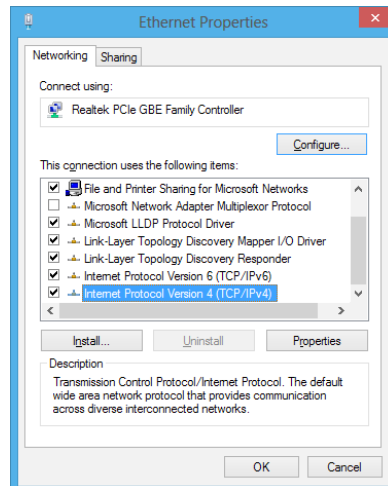 Ethernet Properties
Networking
Sharing
Connect using:
Realtek PCIe GBE Family Controller
Configure...
This connection uses the following items:
File and Printer Sharing for Microsoft Networks
Microsoft Network Adapter Multiplexor Protocol
Microsoft LLDP Protocol Driver
Link-Layer Topology Discovery Mapper I/O Driver
Link-Layer Topology Discovery Responder
Internet Protocol Version 6 (TCP/IPv6)
Internet Protocol Version 4 (TCP/IPv4)
Install...
Uninstall
Properties
Description
Transmission Control Protocol/Internet Protocol. The default
wide area network protocol that provides communication
across diverse interconnected networks.
OK
Cancel